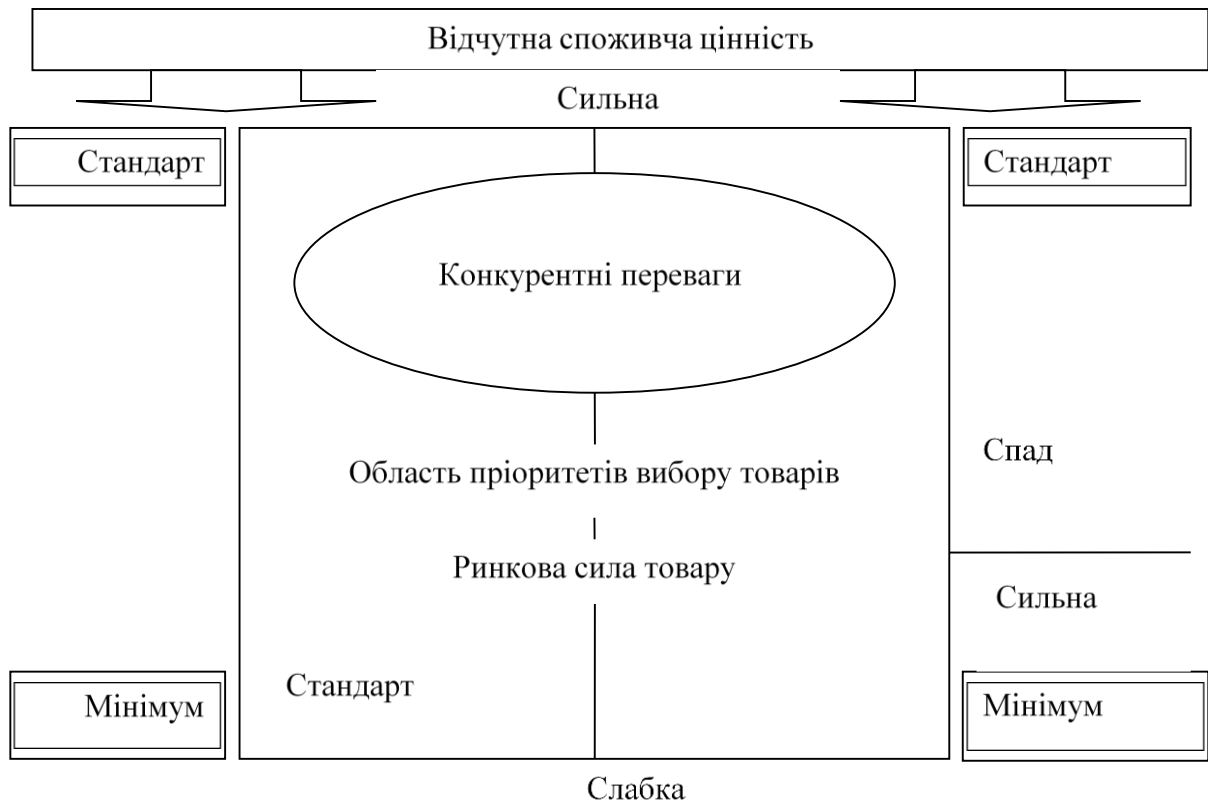 Відчутна споживча цінність
Сильна
Стандарт
Стандарт
Конкурентні переваги
Спад
Область пріоритетів вибору товарів
Ринкова сила товару
Сильна
Стандарт
Мінімум
Мінімум
Слабка